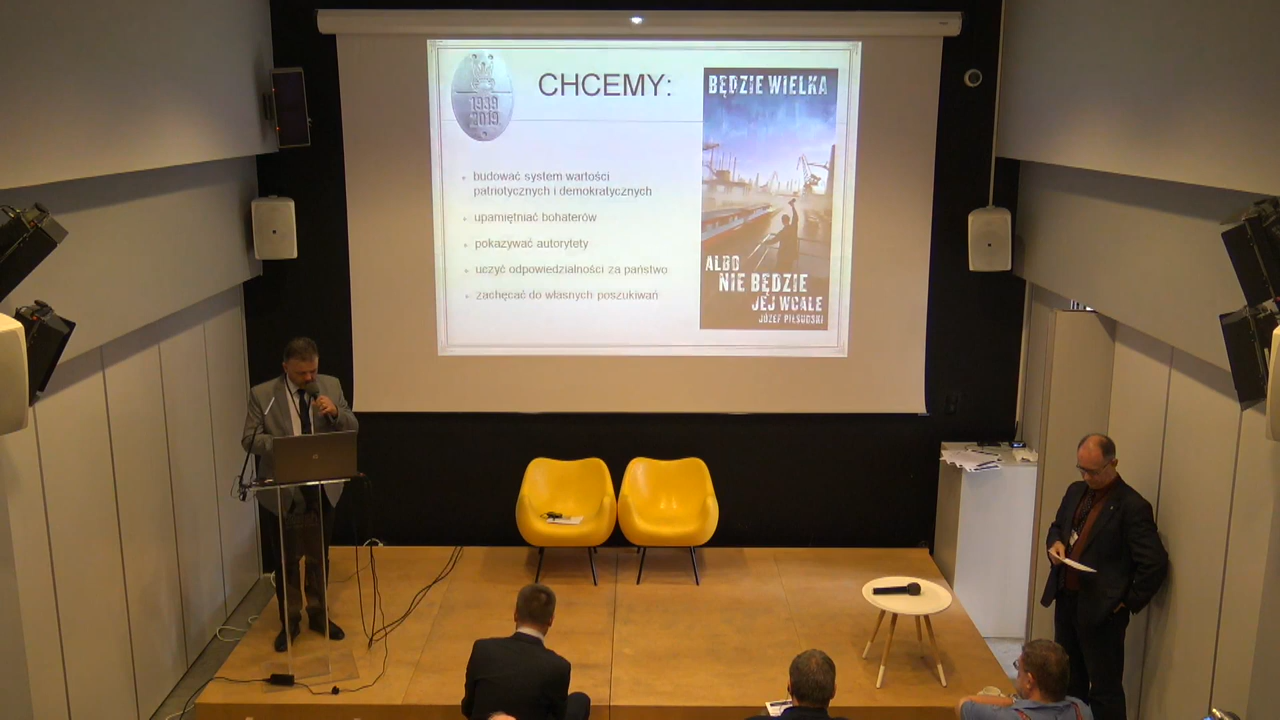 CHCEMY:
1939
2019
budować system wartości
patriotycznych i demokratycznych
upamiętniać bohaterów
pokazywać autorytety
uczyć odpowiedzialności za państwo
zachęcać do własnych poszukiwań
BĘDZIE WIELKA
ALBO
NIE BĘDZIE
JEJ WCALE
JÓZEF PIŁSUDSKI